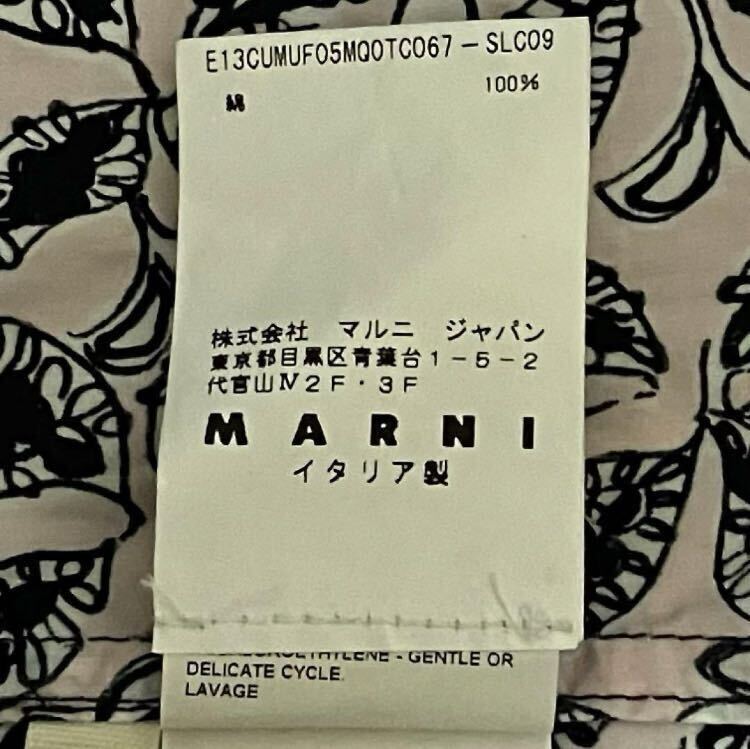 E13CUMUF05MQ0TC067-SLC09
綿 100%
株式会社 マルニ ジャパン
東京都目黒区青葉台1-5-2
代官山Ⅳ2F・3F
MARNI
イタリア製
- GENTLE OR
DELICATE CYCLE.
LAVAGE